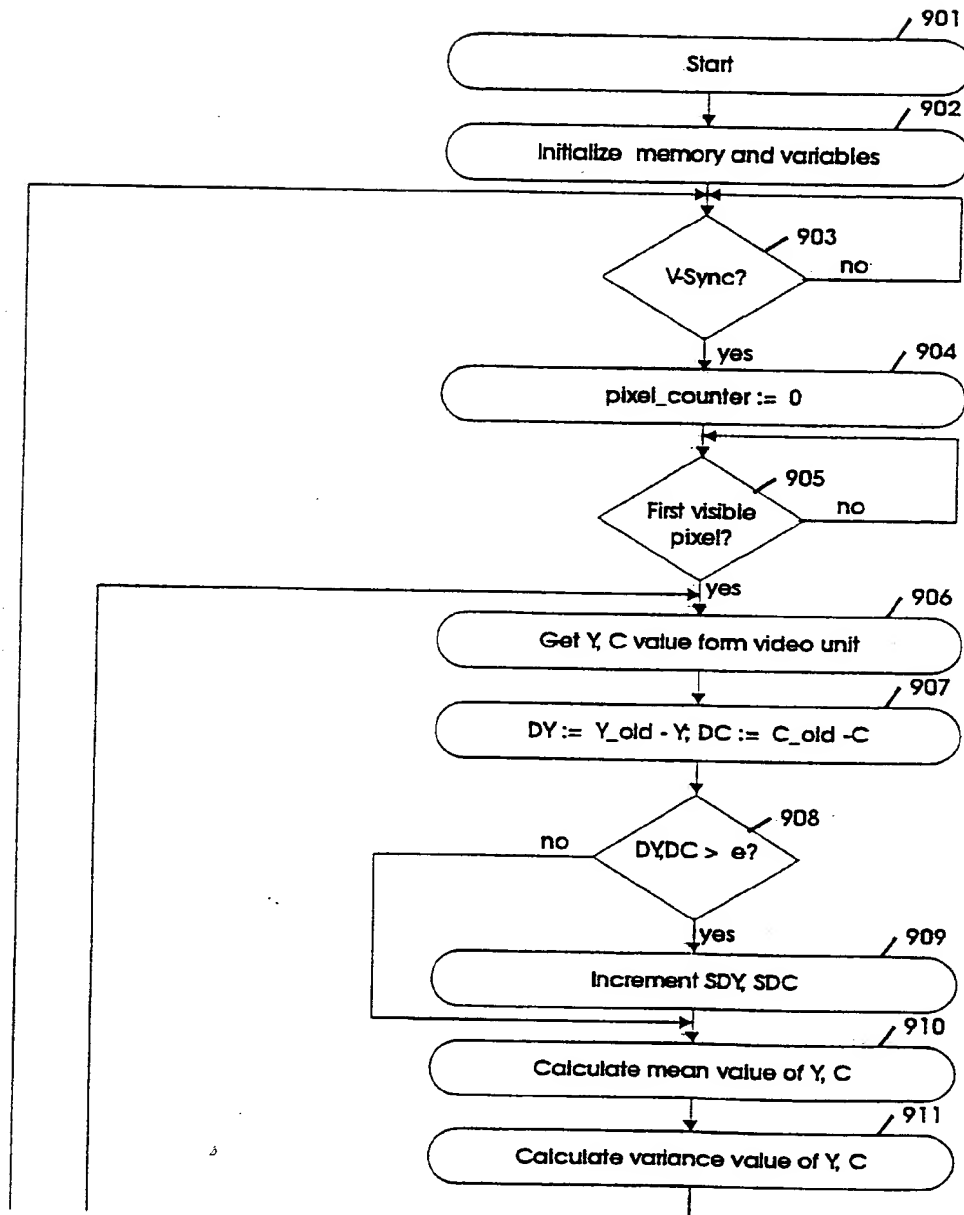 901
Start
902
Initialize memory and variables
903
V-Sync?
no
yes
904
pixel_counter := 0
905
First visible
pixel?
no
yes
906
Get Y, C value form video unit
907
DY := Y_old - Y; DC := C_old -C
908
no
DY,DC > e?
yes
909
Increment SDY, SDC
910
Calculate mean value of Y, C
911
Calculate variance value of Y, C